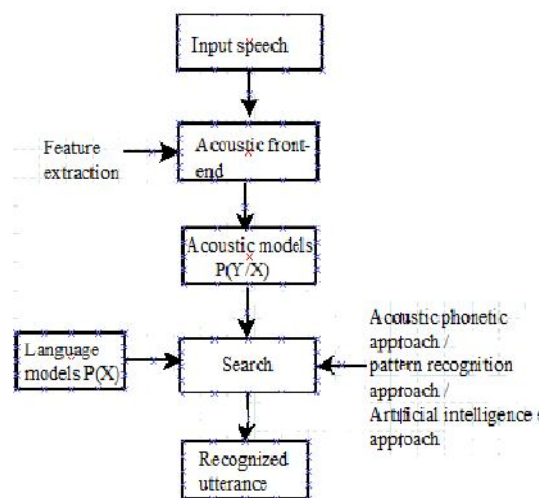 Input speech
Feature
extraction
Acoustic front-
end
Acoustic models
P(Y/X)
Language
models P(X)
Search
Acoustic phonetic
approach /
pattern recognition
approach /
Artificial intelligence
approach
Recognized
utterance